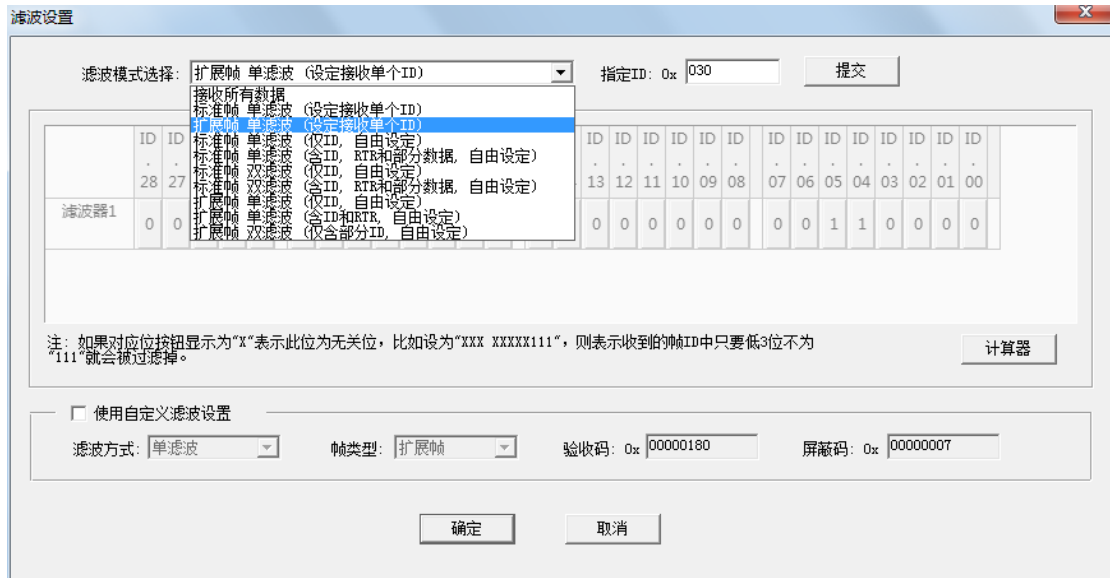 滤波设置
滤波模式选择: 扩展帧 单滤波 (设定接收单个ID) 指定ID: 0x 030 提交
接收所有数据
标准帧 单滤波 (设定接收单个ID)
扩展帧 单滤波 (设定接收单个ID)
标准帧 单滤波 (仅ID, 自由设定)
标准帧 单滤波 (含ID, RTR和部分数据, 自由设定)
标准帧 双滤波 (仅ID, 自由设定)
标准帧 双滤波 (含ID, RTR和部分数据, 自由设定)
扩展帧 单滤波 (仅ID, 自由设定)
扩展帧 单滤波 (含ID和RTR, 自由设定)
扩展帧 双滤波 (仅含部分ID, 自由设定)
ID ID ID ID ID ID ID ID ID ID ID ID ID ID ID ID
. . . . . . . . . . . . . . . .
28 27 13 12 11 10 09 08 07 06 05 04 03 02 01 00
滤波器1 0 0 0 0 0 0 0 0 0 0 1 1 0 0 0 0
注: 如果对应位按钮显示为"X"表示此位为无关位, 比如设为"XXX XXXXX111", 则表示收到的帧ID中只要低3位不为
"111"就会被过滤掉。
计算器
使用自定义滤波设置
滤波方式: 单滤波 帧类型: 扩展帧 验收码: 0x 00000180 屏蔽码: 0x 00000007
确定 取消